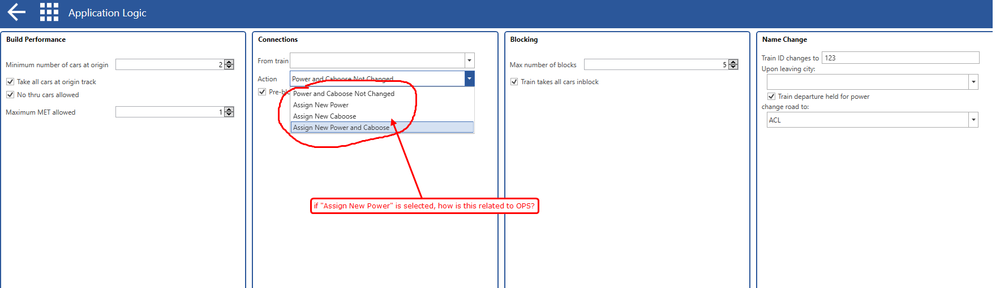 Application Logic
Build Performance
Minimum number of cars at origin 2
Take all cars at origin track
No thru cars allowed
Maximum MET allowed 1
Connections
From train
Action Power and Caboose Not Changed
Pre-bl
Power and Caboose Not Changed
Assign New Power
Assign New Caboose
Assign New Power and Caboose
if "Assign New Power" is selected, how is this related to OPS?
Blocking
Max number of blocks 5
Train takes all cars inblock
Name Change
Train ID changes to 123
Upon leaving city:
Train departure held for power
change road to:
ACL